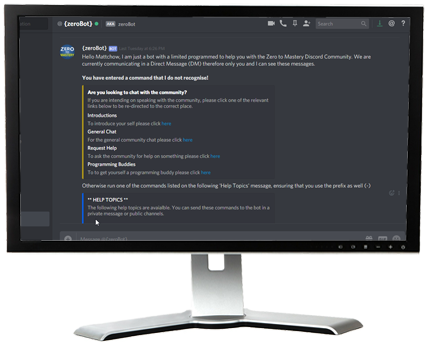 {zeroBot} AKA zeroBot Search
ZERO
{zeroBot} BOT Last Tuesday at 6:28 PM
Hello Mattchow, I am just a bot with a limited programmed to help you with the Zero to Mastery Discord Community. We are
currently communicating in a Direct Message (DM) therefore only you and I can see these messages.
You have entered a command that I do not recognise!
Are you looking to chat with the community?
If you are intending on speaking with the community, please click one of the relevant
links below to be re-directed to the correct place.
Introductions
To introduce your self please click here
General Chat
For the general community chat please click here
Request Help
To ask the community for help on something please click here
Programming Buddies
To to get yourself a programming buddy please click here
Otherwise run one of the commands listed on the following 'Help Topics' message, ensuring that you use the prefix as well (-)
** HELP TOPICS **
The following help topics are avaialble. You can send these commands to the bot in a
private message or public channels.